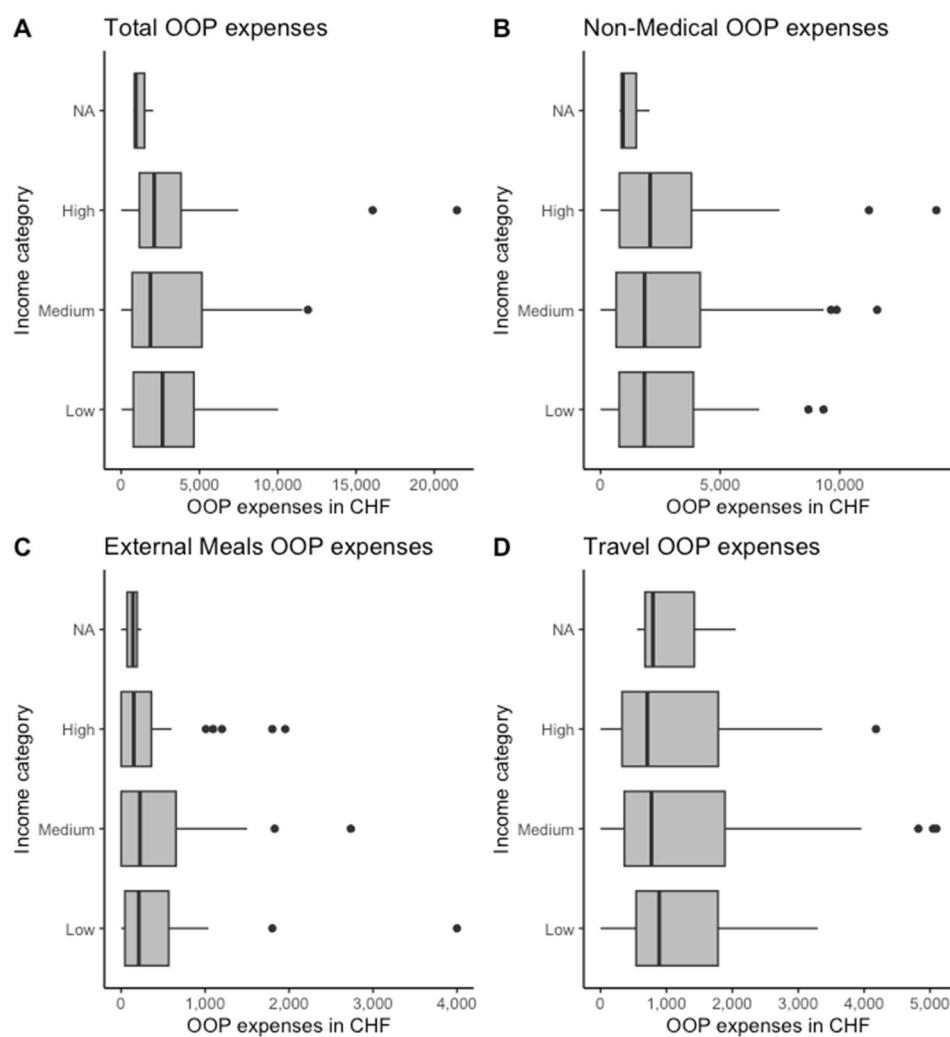 A Total OOP expenses
Income category
NA
High
Medium
Low
0 5,000 10,000 15,000 20,000
OOP expenses in CHF
B Non-Medical OOP expenses
Income category
NA
High
Medium
Low
0 5,000 10,000
OOP expenses in CHF
C External Meals OOP expenses
Income category
NA
High
Medium
Low
0 1,000 2,000 3,000 4,000
OOP expenses in CHF
D Travel OOP expenses
Income category
NA
High
Medium
Low
0 1,000 2,000 3,000 4,000 5,000
OOP expenses in CHF